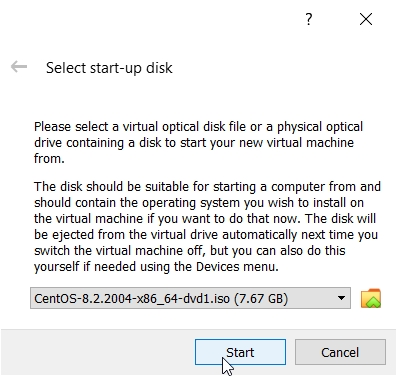 ?
Select start-up disk
Please select a virtual optical disk file or a physical optical
drive containing a disk to start your new virtual machine
from.
The disk should be suitable for starting a computer from and
should contain the operating system you wish to install on
the virtual machine if you want to do that now. The disk will
be ejected from the virtual drive automatically next time you
switch the virtual machine off, but you can also do this
yourself if needed using the Devices menu.
CentOS-8.2.2004-x86_64-dvd1.iso (7.67 GB)
Start
Cancel